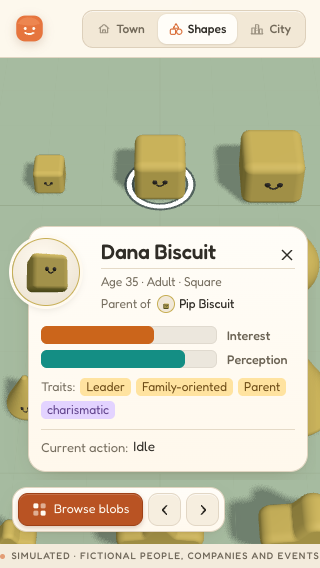 Town
Shapes
City
Dana Biscuit
Age 35 · Adult · Square
Parent of Pip Biscuit
Interest
Perception
Traits: Leader Family-oriented Parent
charismatic
Current action: Idle
Browse blobs
SIMULATED · FICTIONAL PEOPLE, COMPANIES AND EVENTS